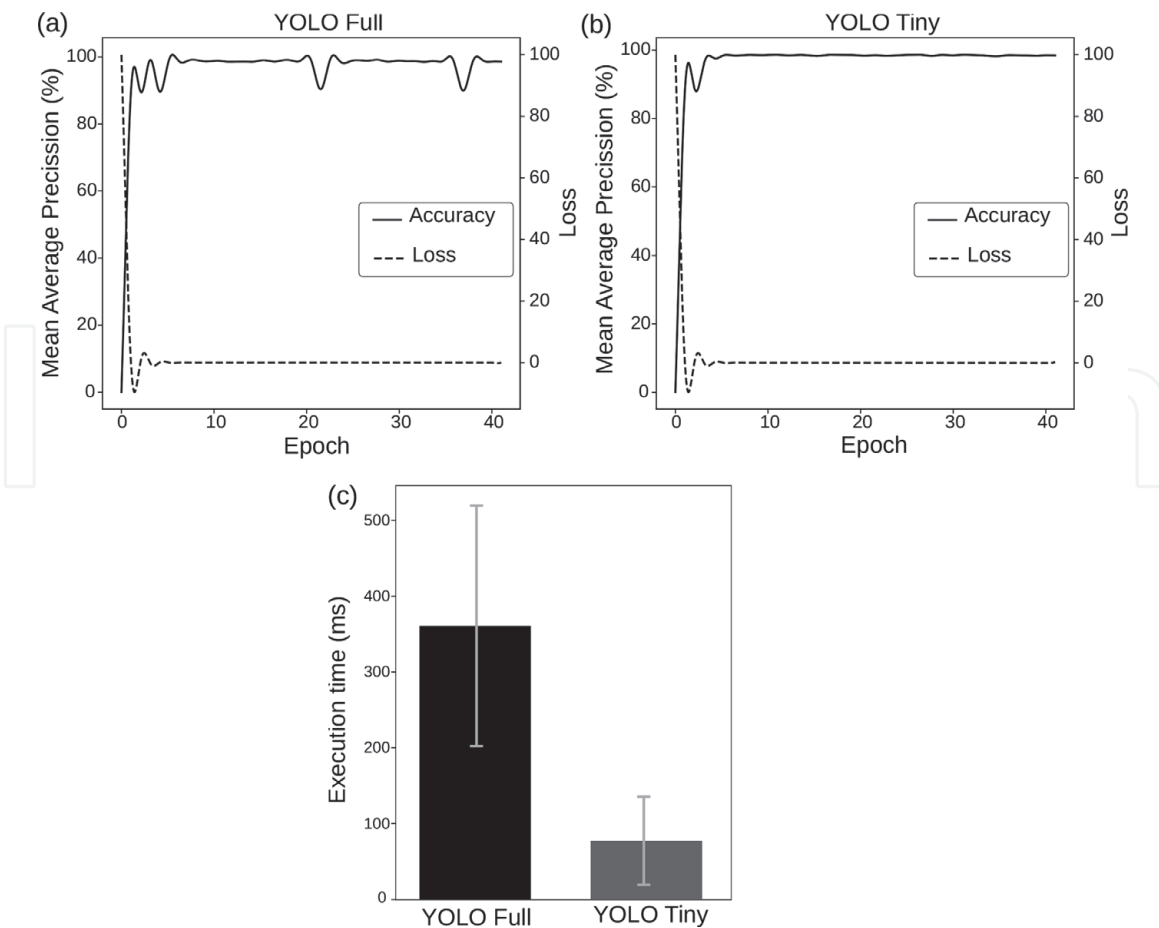 (a) YOLO Full
Mean Average Precission (%)
100
80
60
40
20
0
100
80
60
40
20
0
Loss
Accuracy
Loss
0 10 20 30 40
Epoch
(b) YOLO Tiny
Mean Average Precission (%)
100
80
60
40
20
0
100
80
60
40
20
0
Loss
Accuracy
Loss
0 10 20 30 40
Epoch
(c)
Execution time (ms)
500
400
300
200
100
0
YOLO Full YOLO Tiny